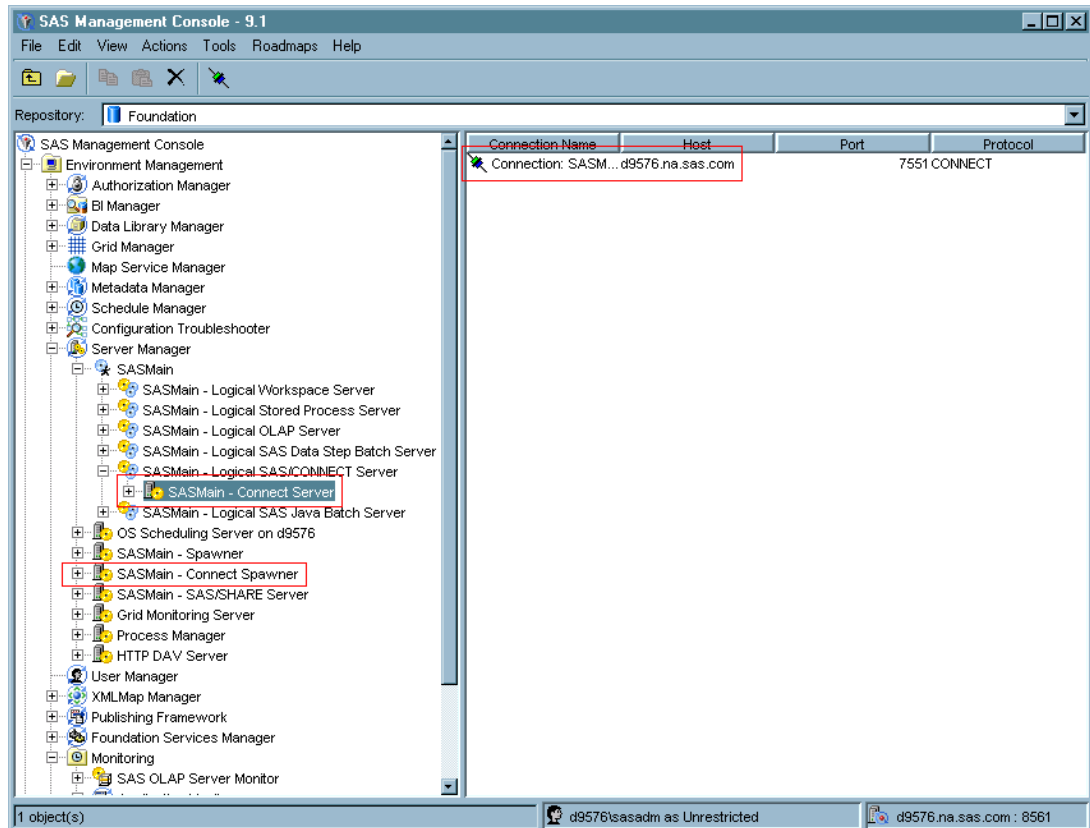 SAS Management Console - 9.1
File Edit View Actions Tools Roadmaps Help
Repository: Foundation
SAS Management Console
Environment Management
Authorization Manager
BI Manager
Data Library Manager
Grid Manager
Map Service Manager
Metadata Manager
Schedule Manager
Configuration Troubleshooter
Server Manager
SASMain
SASMain - Logical Workspace Server
SASMain - Logical Stored Process Server
SASMain - Logical OLAP Server
SASMain - Logical SAS Data Step Batch Server
SASMain - Logical SAS/CONNECT Server
SASMain - Connect Server
SASMain - Logical SAS Java Batch Server
OS Scheduling Server on d9576
SASMain - Spawner
SASMain - Connect Spawner
SASMain - SAS/SHARE Server
Grid Monitoring Server
Process Manager
HTTP DAV Server
User Manager
XMLMap Manager
Publishing Framework
Foundation Services Manager
Monitoring
SAS OLAP Server Monitor
Connection Name Host Port Protocol
Connection: SASM... d9576.na.sas.com 7551 CONNECT
1 object(s) d9576\sasadm as Unrestricted d9576.na.sas.com : 8561